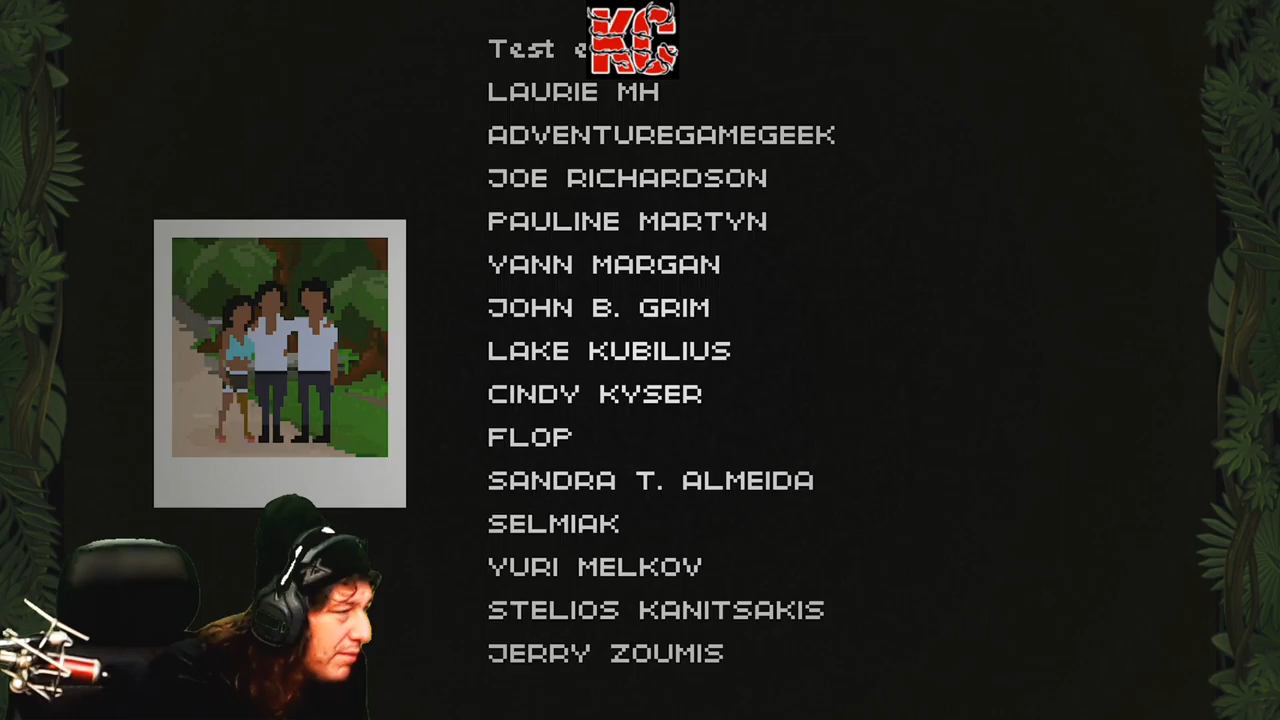 Test
KC
LAURIE MH
ADVENTUREGAMEGEEK
JOE RICHARDSON
PAULINE MARTYN
YANN MARGAN
JOHN B. GRIM
LAKE KUBILIUS
CINDY KYSER
FLOP
SANDRA T. ALMEIDA
SELMIAK
YURI MELKOV
STELIOS KANITSAKIS
JERRY ZOUMIS